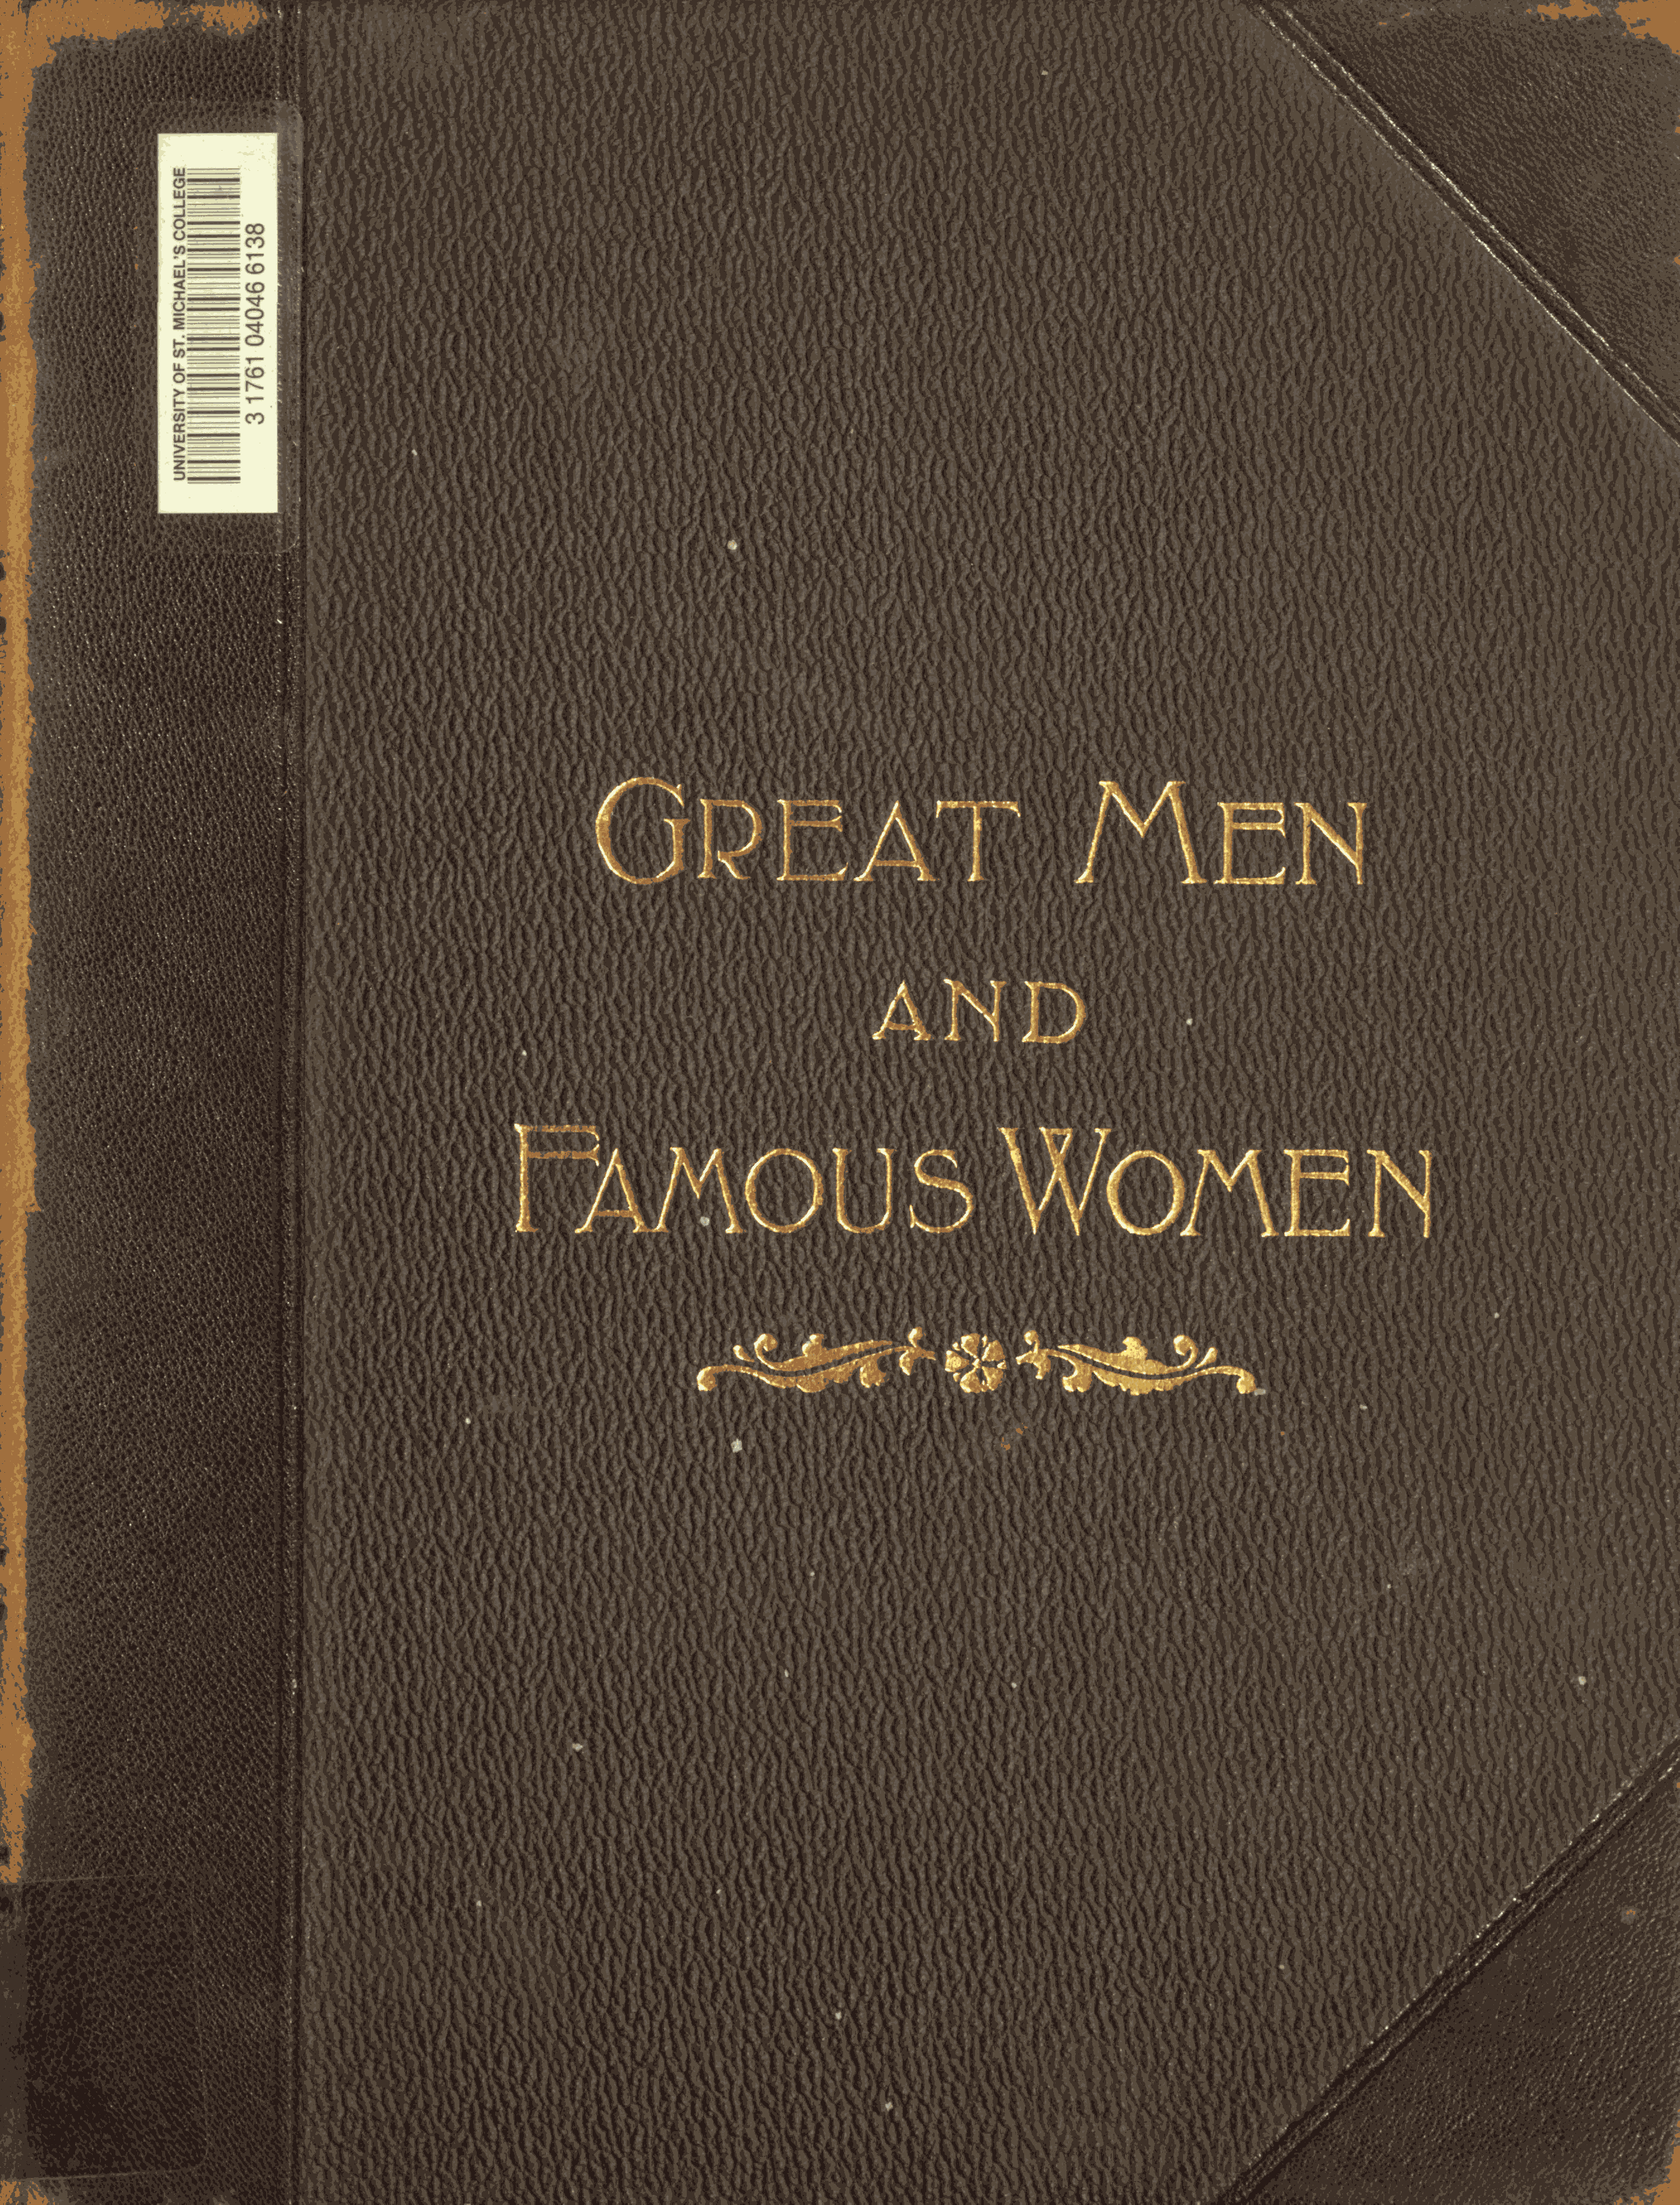 UNIVERSITY OF ST. MICHAEL'S COLLEGE
3 1761 04046 6138
GREAT MEN
AND
FAMOUS WOMEN